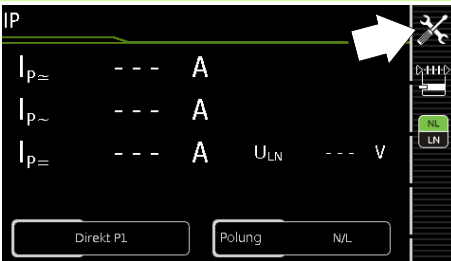 IP
IP≃ --- A
IP~ --- A
IP= --- A ULN --- V
NL
LN
Direkt P1 Polung N/L